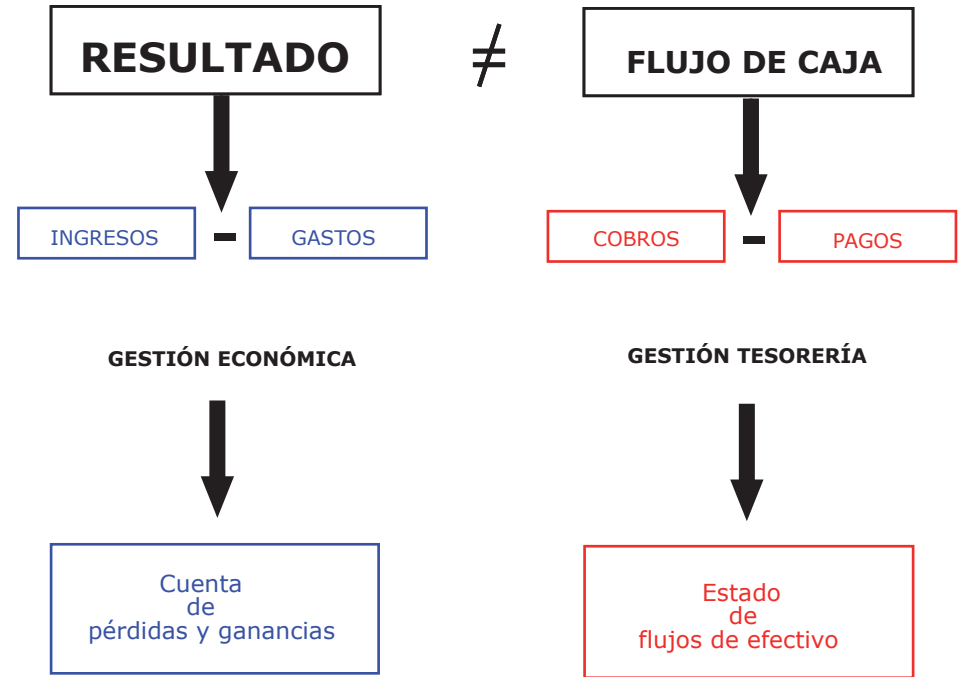 RESULTADO ≠ FLUJO DE CAJA
INGRESOS - GASTOS
COBROS - PAGOS
GESTIÓN ECONÓMICA
GESTIÓN TESORERÍA
Cuenta
de
pérdidas y ganancias
Estado
de
flujos de efectivo